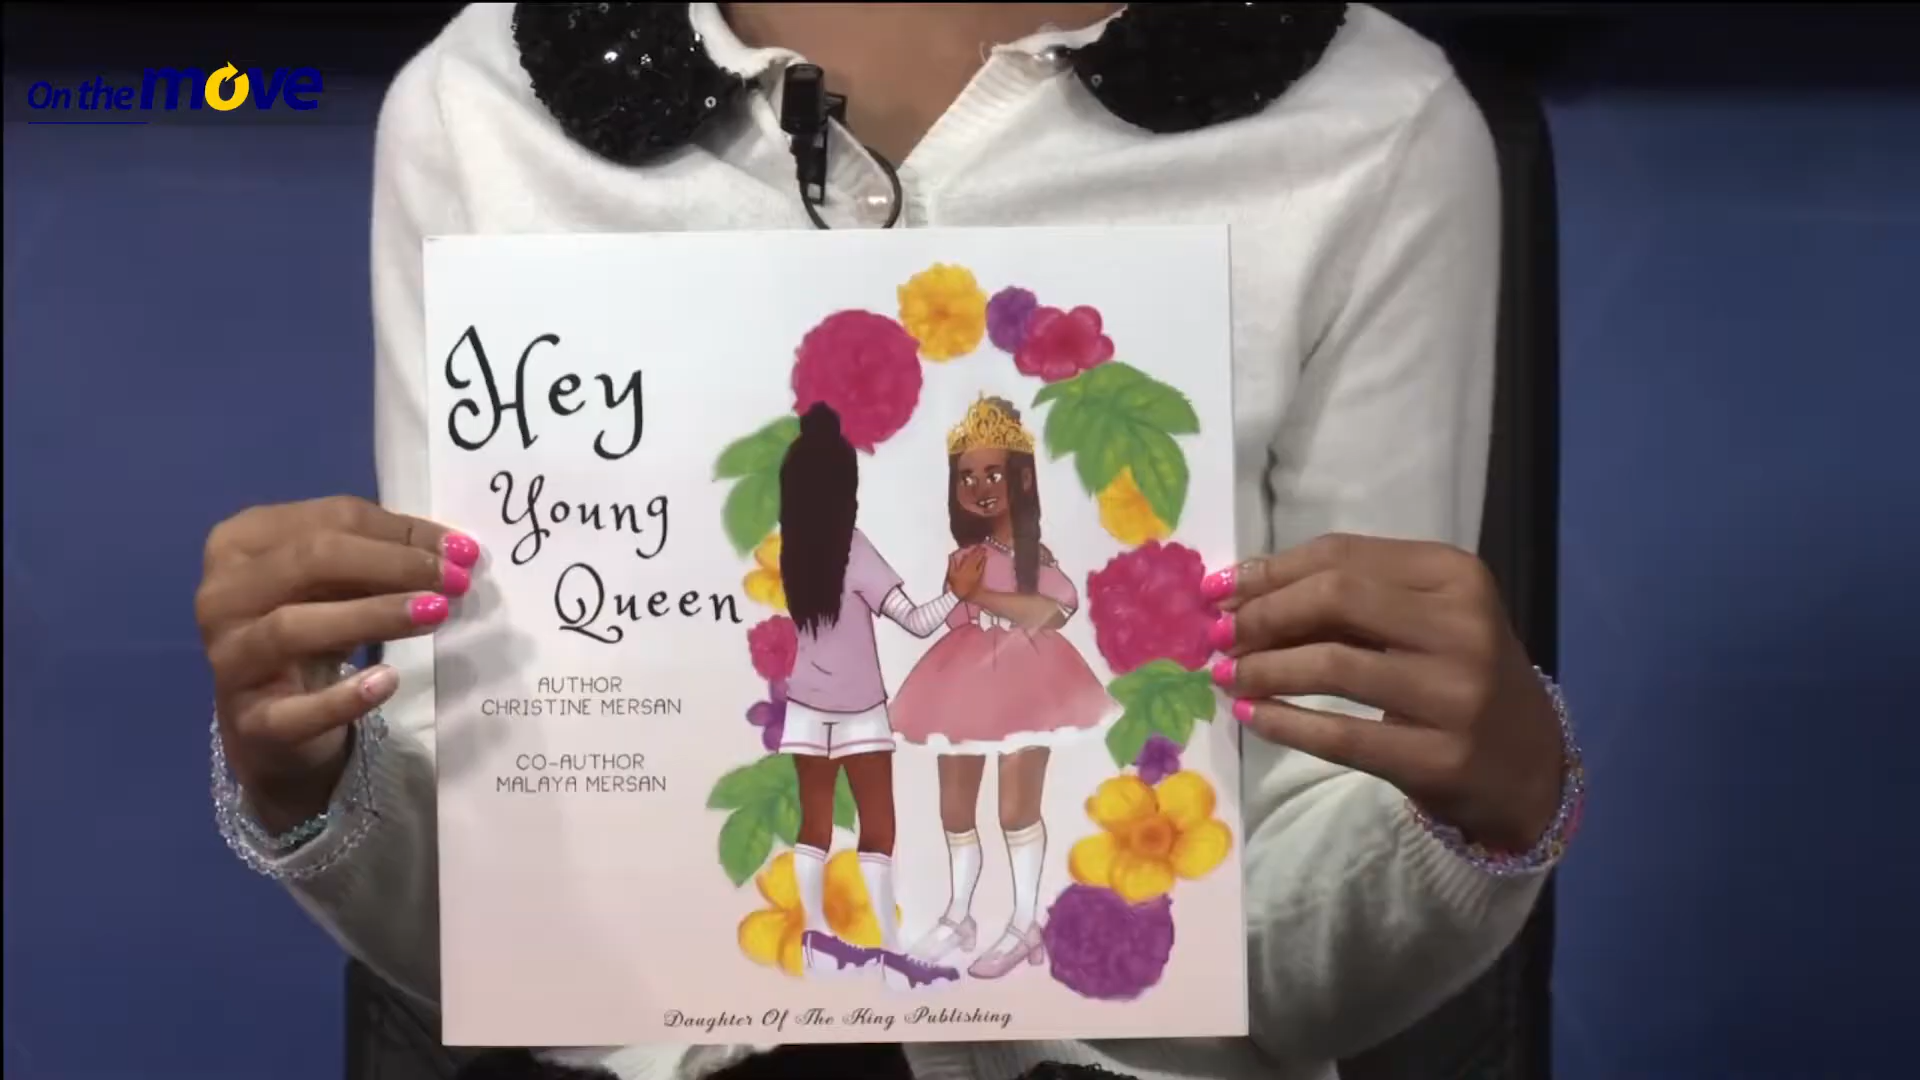 On the move
Hey
Young
Queen
AUTHOR
CHRISTINE MERSAN
CO-AUTHOR
MALAYA MERSAN
Daughter Of The King Publishing